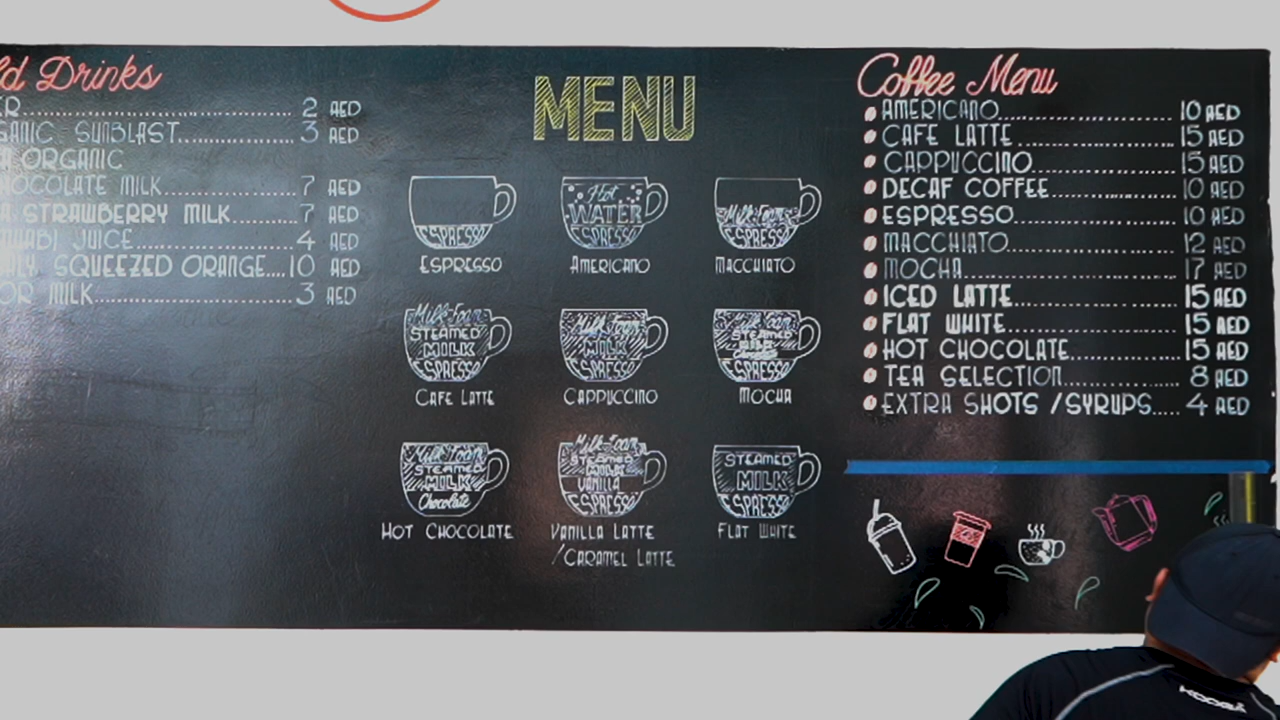 Drinks
2 AED
SUNBLAST 3 AED
ORGANIC
MILK 7 AED
STRAWBERRY MILK 7 AED
JUICE 4 AED
SQUEEZED ORANGE 10 AED
MILK 3 AED
MENU
ESPRESSO
ESPRESSO
Hot
WATER
ESPRESSO
AMERICANO
Milk-Foam
ESPRESSO
MACCHIATO
Milk-Foam
STEAMED
MILK
ESPRESSO
CAFE LATTE
Milk-Foam
MILK
ESPRESSO
CAPPUCCINO
Milk-Foam
STEAMED
MILK
Chocolate
ESPRESSO
MOCHA
Milk-Foam
STEAMED
MILK
Chocolate
HOT CHOCOLATE
Milk-Foam
STEAMED
MILK
VANILLA
ESPRESSO
VANILLA LATTE
/CARAMEL LATTE
STEAMED
MILK
ESPRESSO
FLAT WHITE
Coffee Menu
AMERICANO 10 AED
CAFE LATTE 15 AED
CAPPUCCINO 15 AED
DECAF COFFEE 10 AED
ESPRESSO 10 AED
MACCHIATO 12 AED
MOCHA 17 AED
ICED LATTE 15 AED
FLAT WHITE 15 AED
HOT CHOCOLATE 15 AED
TEA SELECTION 8 AED
EXTRA SHOTS /SYRUPS 4 AED